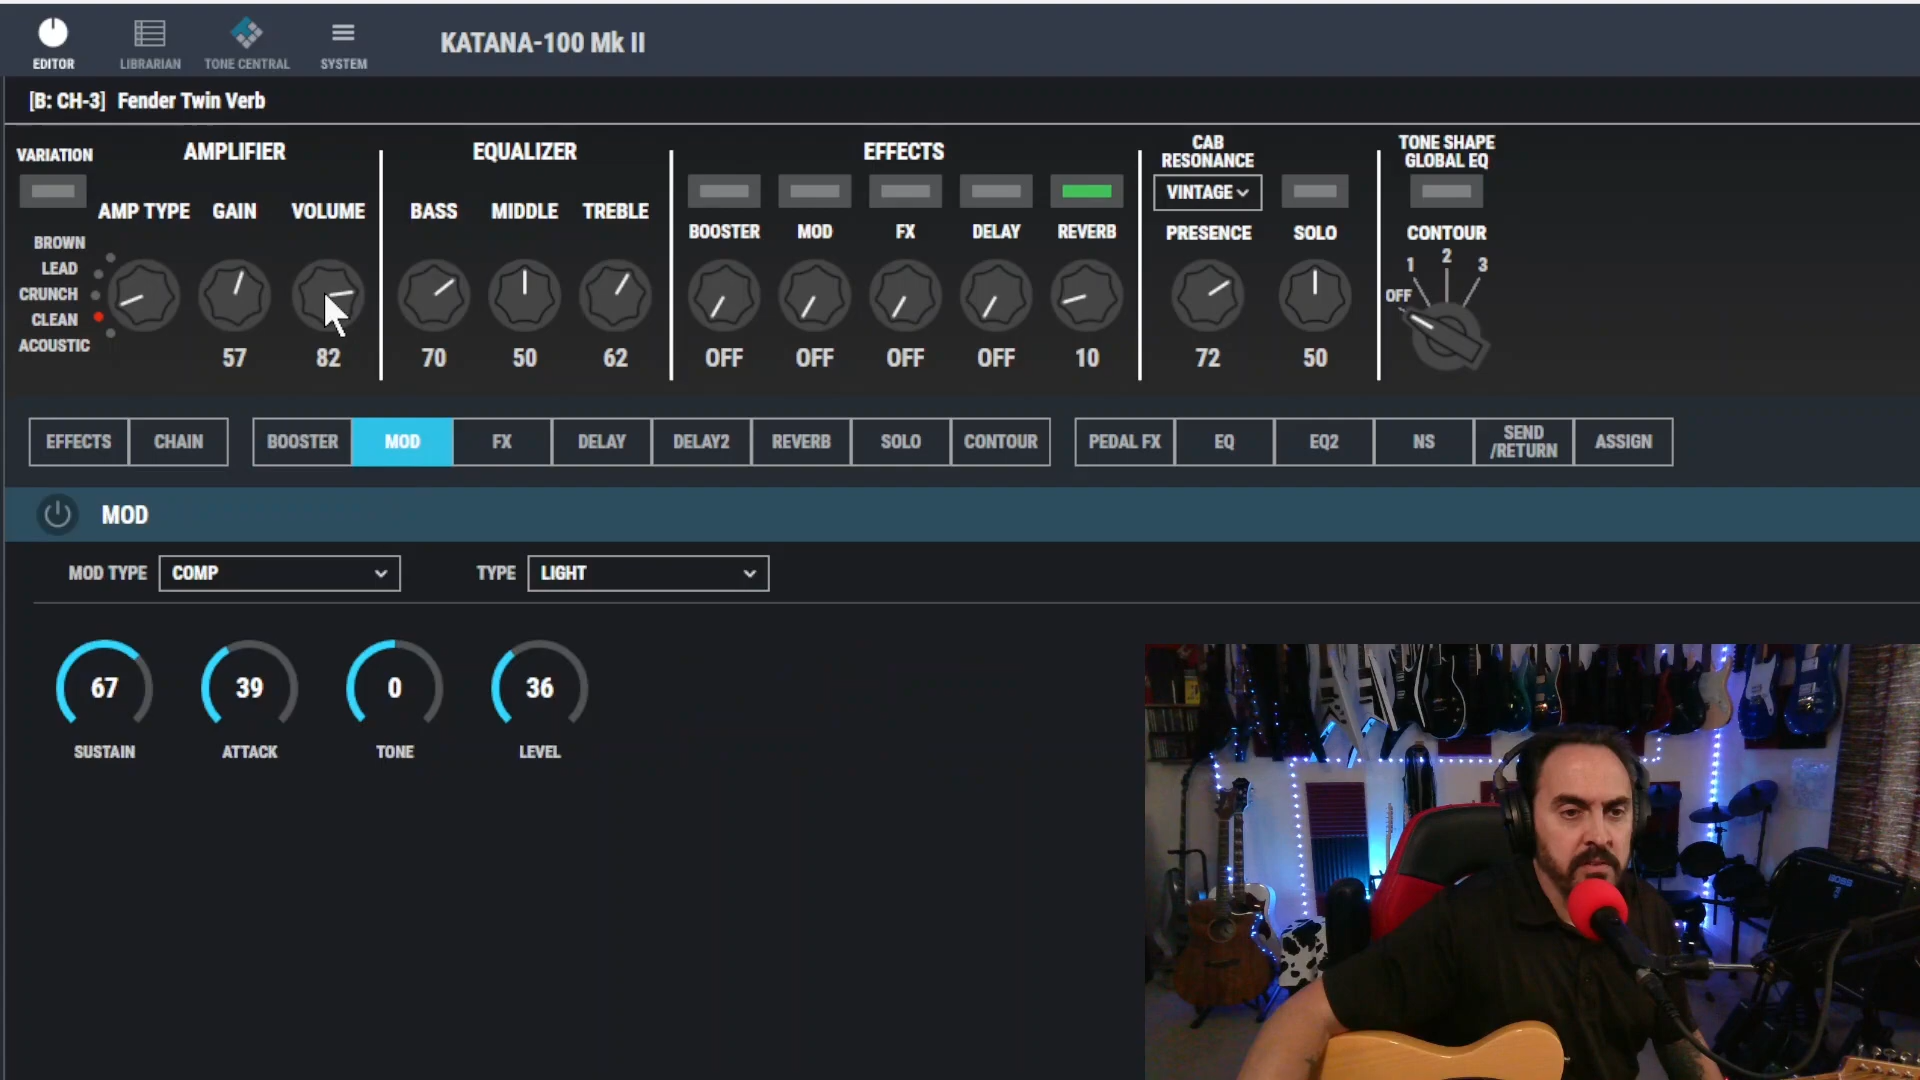 EDITOR
LIBRARIAN
TONE CENTRAL
SYSTEM
KATANA-100 Mk II
[B: CH-3] Fender Twin Verb
VARIATION
AMPLIFIER
AMP TYPE GAIN VOLUME
BROWN
LEAD
CRUNCH
CLEAN
ACOUSTIC
57 82
EQUALIZER
BASS MIDDLE TREBLE
70 50 62
EFFECTS
BOOSTER MOD FX DELAY REVERB
OFF OFF OFF OFF 10
CAB
RESONANCE
VINTAGE
PRESENCE SOLO
72 50
TONE SHAPE
GLOBAL EQ
CONTOUR
OFF 1 2 3
EFFECTS CHAIN BOOSTER MOD FX DELAY DELAY2 REVERB SOLO CONTOUR PEDAL FX EQ EQ2 NS SEND /RETURN ASSIGN
MOD
MOD TYPE COMP TYPE LIGHT
67 39 0 36
SUSTAIN ATTACK TONE LEVEL
BOSS